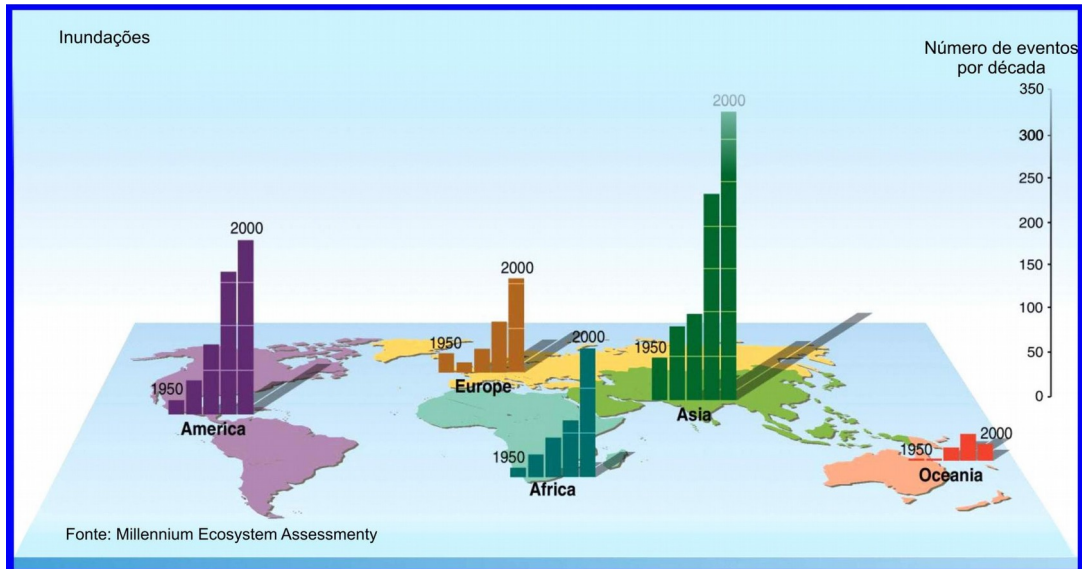 Inundações
Número de eventos
por década
350
300
250
200
150
100
50
0
2000
2000
2000
2000
1950
1950
1950
Europe
America
Asia
1950
Africa
1950
2000
Oceania
Fonte: Millennium Ecosystem Assessmenty